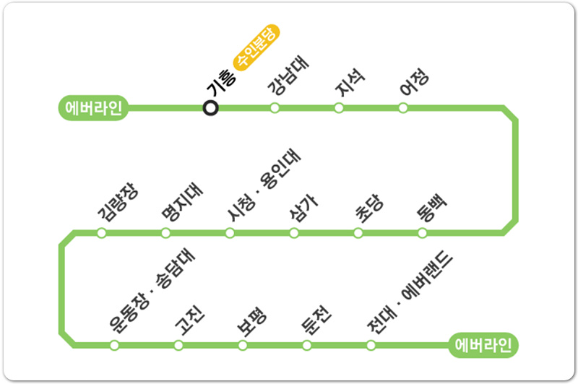 수인분당
기흥
강남대
지석
어정
에버라인
김량장
명지대
시청·용인대
삼가
초당
동백
운동장·송담대
고진
보평
둔전
전대·에버랜드
에버라인